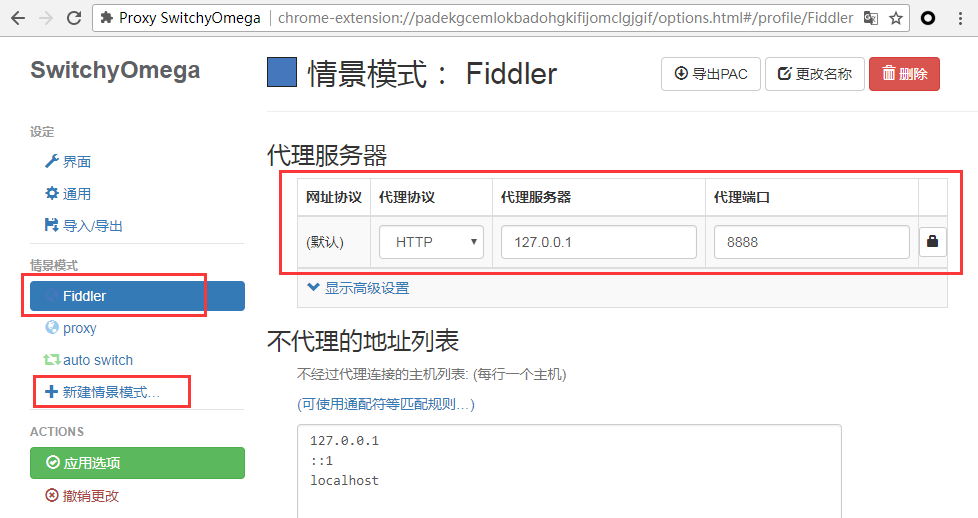 Proxy SwitchyOmega | chrome-extension://padekgcemlokbadohgkifijomclgjgif/options.html#/profile/Fiddler
SwitchyOmega
设定
界面
通用
导入/导出
情景模式
Fiddler
proxy
auto switch
新建情景模式...
ACTIONS
应用选项
撤销更改
情景模式: Fiddler
导出PAC
更改名称
删除
代理服务器
网址协议 代理协议 代理服务器 代理端口
(默认) HTTP 127.0.0.1 8888
显示高级设置
不代理的地址列表
不经过代理连接的主机列表: (每行一个主机)
(可使用通配符等匹配规则...)
127.0.0.1
::1
localhost